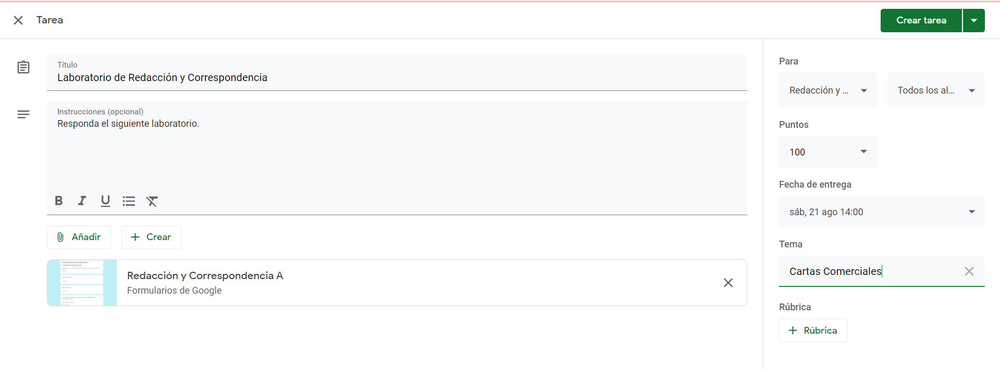 Tarea
Crear tarea
Título
Laboratorio de Redacción y Correspondencia
Instrucciones (opcional)
Responda el siguiente laboratorio.
B I U
Añadir
Crear
Redacción y Correspondencia A
Formularios de Google
Para
Redacción y ...
Todos los al...
Puntos
100
Fecha de entrega
sáb, 21 ago 14:00
Tema
Cartas Comerciales
Rúbrica
Rúbrica